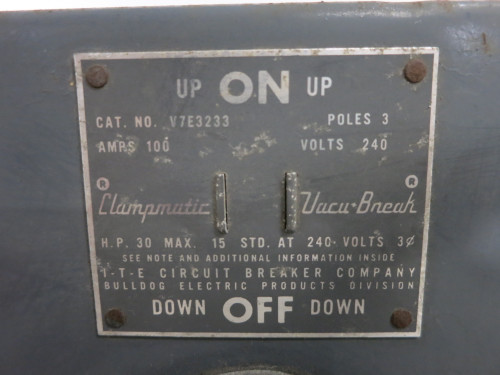 UP ON UP
CAT. NO. V7E3233 POLES 3
AMPS 100 VOLTS 240
® Clampmatic Vacu-Break ®
H.P. 30 MAX. 15 STD. AT 240 VOLTS 3ø
SEE NOTE AND ADDITIONAL INFORMATION INSIDE
I-T-E CIRCUIT BREAKER COMPANY
BULLDOG ELECTRIC PRODUCTS DIVISION
DOWN OFF DOWN